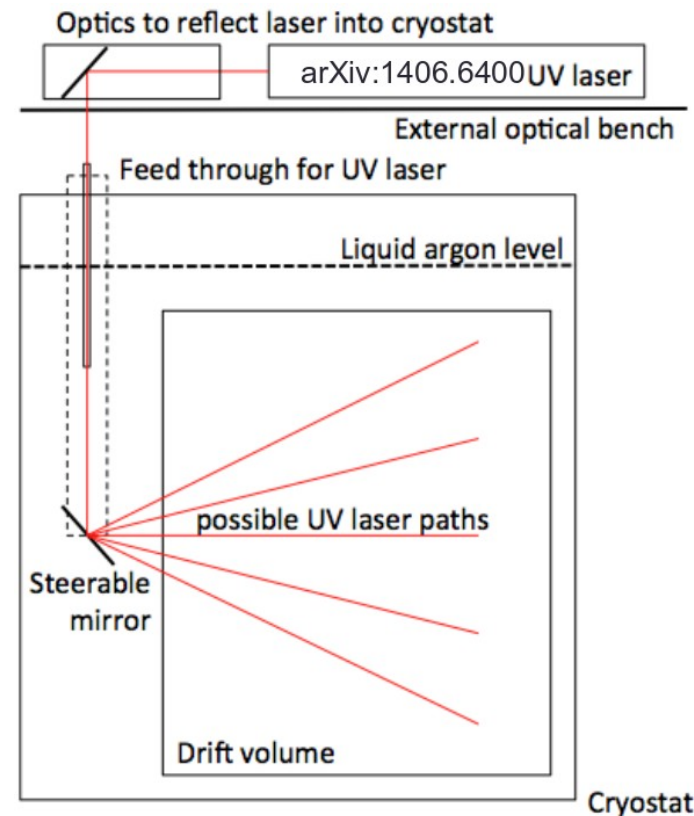 Optics to reflect laser into cryostat
arXiv:1406.6400 UV laser
External optical bench
Feed through for UV laser
Liquid argon level
possible UV laser paths
Steerable
mirror
Drift volume
Cryostat